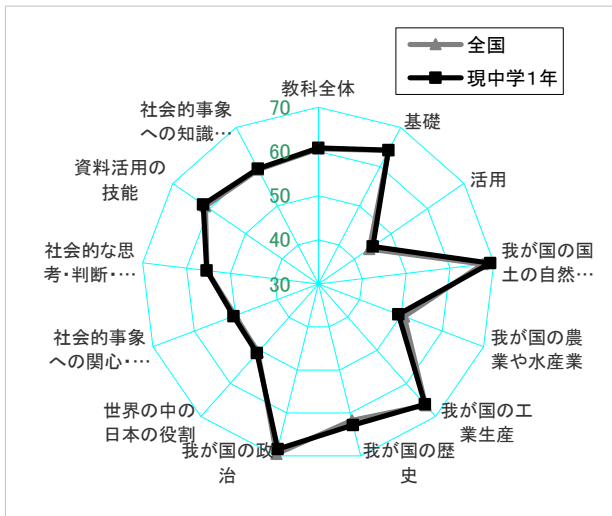 全国
現中学1年
教科全体
基礎
活用
我が国の国
土の自然…
我が国の農
業や水産業
我が国の工
業生産
我が国の歴
史
我が国の政
治
世界の中の
日本の役割
社会的事象
への関心・…
社会的な思
考・判断・…
資料活用の
技能
社会的事象
への知識…
70
60
50
40
30